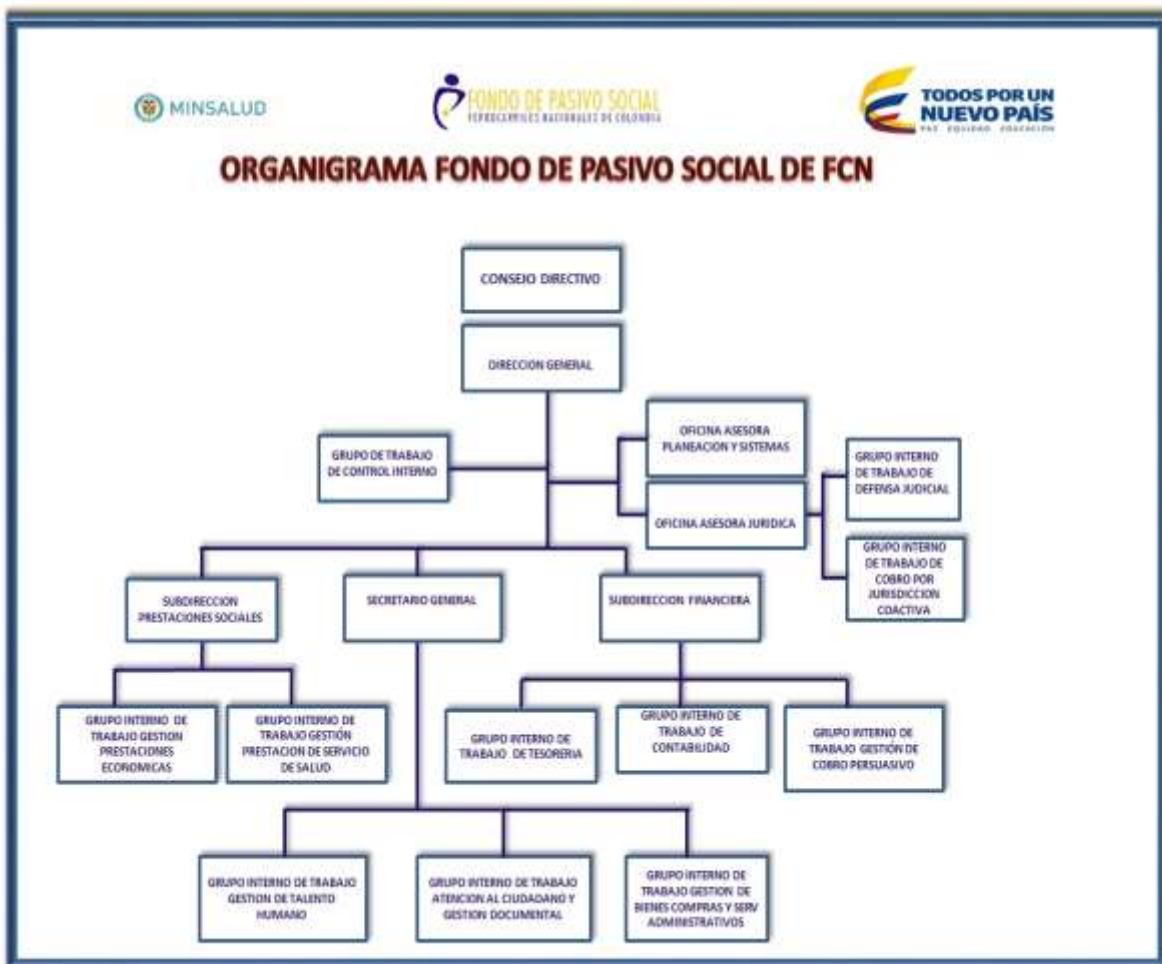 MINSALUD
FONDO DE PASIVO SOCIAL
FERROCARRILES NACIONALES DE COLOMBIA
TODOS POR UN
NUEVO PAÍS
PAZ EQUIDAD EDUCACIÓN
ORGANIGRAMA FONDO DE PASIVO SOCIAL DE FCN
CONSEJO DIRECTIVO
DIRECCION GENERAL
GRUPO DE TRABAJO
DE CONTROL INTERNO
OFICINA ASESORA
PLANEACION Y SISTEMAS
OFICINA ASESORA JURIDICA
GRUPO INTERNO
DE TRABAJO DE
DEFENSA JUDICIAL
GRUPO INTERNO
DE TRABAJO DE
COBRO POR
JURISDICCION
COACTIVA
SUBDIRECCION
PRESTACIONES SOCIALES
SECRETARIO GENERAL
SUBDIRECCION FINANCIERA
GRUPO INTERNO DE
TRABAJO GESTION
PRESTACIONES
ECONOMICAS
GRUPO INTERNO DE
TRABAJO GESTIÓN
PRESTACION DE SERVICIO
DE SALUD
GRUPO INTERNO DE
TRABAJO DE TESORERIA
GRUPO INTERNO DE
TRABAJO DE
CONTABILIDAD
GRUPO INTERNO DE
TRABAJO GESTIÓN DE
COBRO PERSUASIVO
GRUPO INTERNO DE TRABAJO
GESTION DE TALENTO
HUMANO
GRUPO INTERNO DE TRABAJO
ATENCION AL CIUDADANO Y
GESTION DOCUMENTAL
GRUPO INTERNO DE
TRABAJO GESTION DE
BIENES COMPRAS Y SERV
ADMINISTRATIVOS